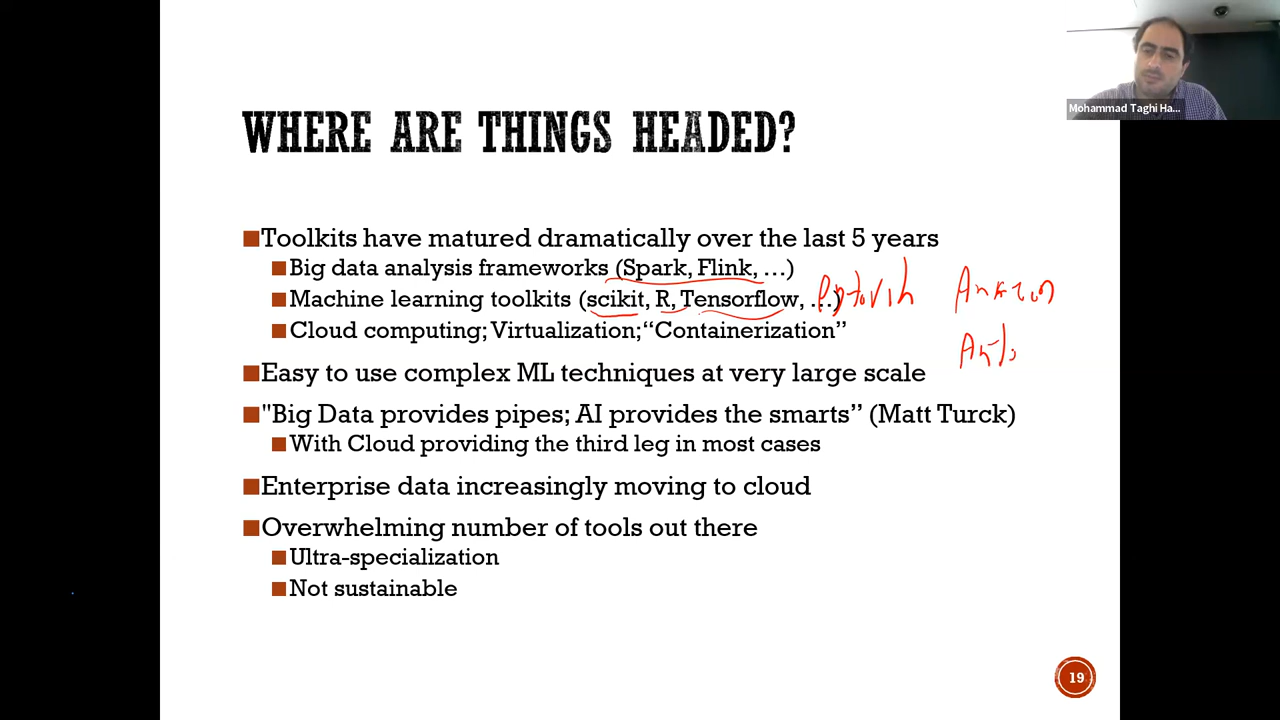 Mohammad Taghi Ha...
WHERE ARE THINGS HEADED?
Toolkits have matured dramatically over the last 5 years
Big data analysis frameworks (Spark, Flink, …)
Machine learning toolkits (scikit, R, Tensorflow, …)
Cloud computing; Virtualization; “Containerization”
Easy to use complex ML techniques at very large scale
"Big Data provides pipes; AI provides the smarts” (Matt Turck)
With Cloud providing the third leg in most cases
Enterprise data increasingly moving to cloud
Overwhelming number of tools out there
Ultra-specialization
Not sustainable
19